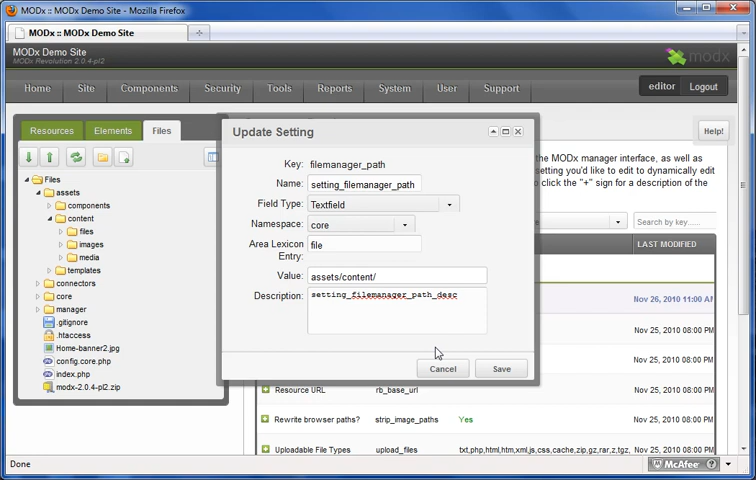 MODx :: MODx Demo Site - Mozilla Firefox
MODx :: MODx Demo Site
MODx Demo Site
MODx Revolution 2.0.4-pl2
modx
Home Site Components Security Tools Reports System User Support
editor Logout
Resources Elements Files
Help!
Files
assets
components
content
files
images
media
templates
connectors
core
manager
.gitignore
.htaccess
Home-banner2.jpg
config.core.php
index.php
modx-2.0.4-pl2.zip
Update Setting
Key: filemanager_path
Name: setting_filemanager_path
Field Type: Textfield
Namespace: core
Area Lexicon Entry: file
Value: assets/content/
Description: setting_filemanager_path_desc
Cancel Save
the MODx manager interface, as well as
setting you'd like to edit to dynamically edit
to click the "+" sign for a description of the
Search by key......
LAST MODIFIED
Nov 26, 2010 11:00 AM
Nov 25, 2010 08:00 PM
Nov 25, 2010 08:00 PM
Resource URL rb_base_url Nov 25, 2010 08:00 PM
Rewrite browser paths? strip_image_paths Yes Nov 25, 2010 08:00 PM
Uploadable File Types upload_files txt,php,html,htm,xml,js,css,cache,zip,gz,rar,z,tgz, Nov 25, 2010 08:00 PM
Done
McAfee